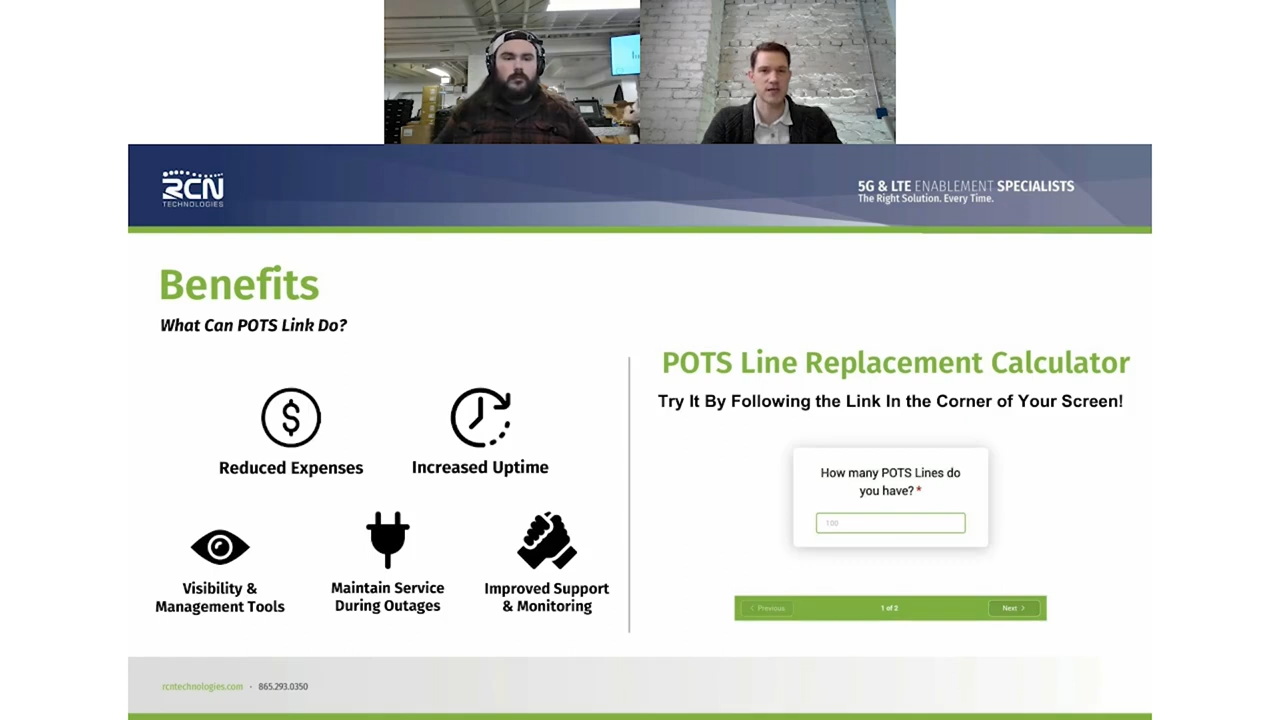 RCN
TECHNOLOGIES
5G & LTE ENABLEMENT SPECIALISTS
The Right Solution. Every Time.
Benefits
What Can POTS Link Do?
Reduced Expenses
Increased Uptime
Visibility &
Management Tools
Maintain Service
During Outages
Improved Support
& Monitoring
POTS Line Replacement Calculator
Try It By Following the Link In the Corner of Your Screen!
How many POTS Lines do
you have? *
100
< Previous
1 of 2
Next >
rcntechnologies.com · 865.293.0350